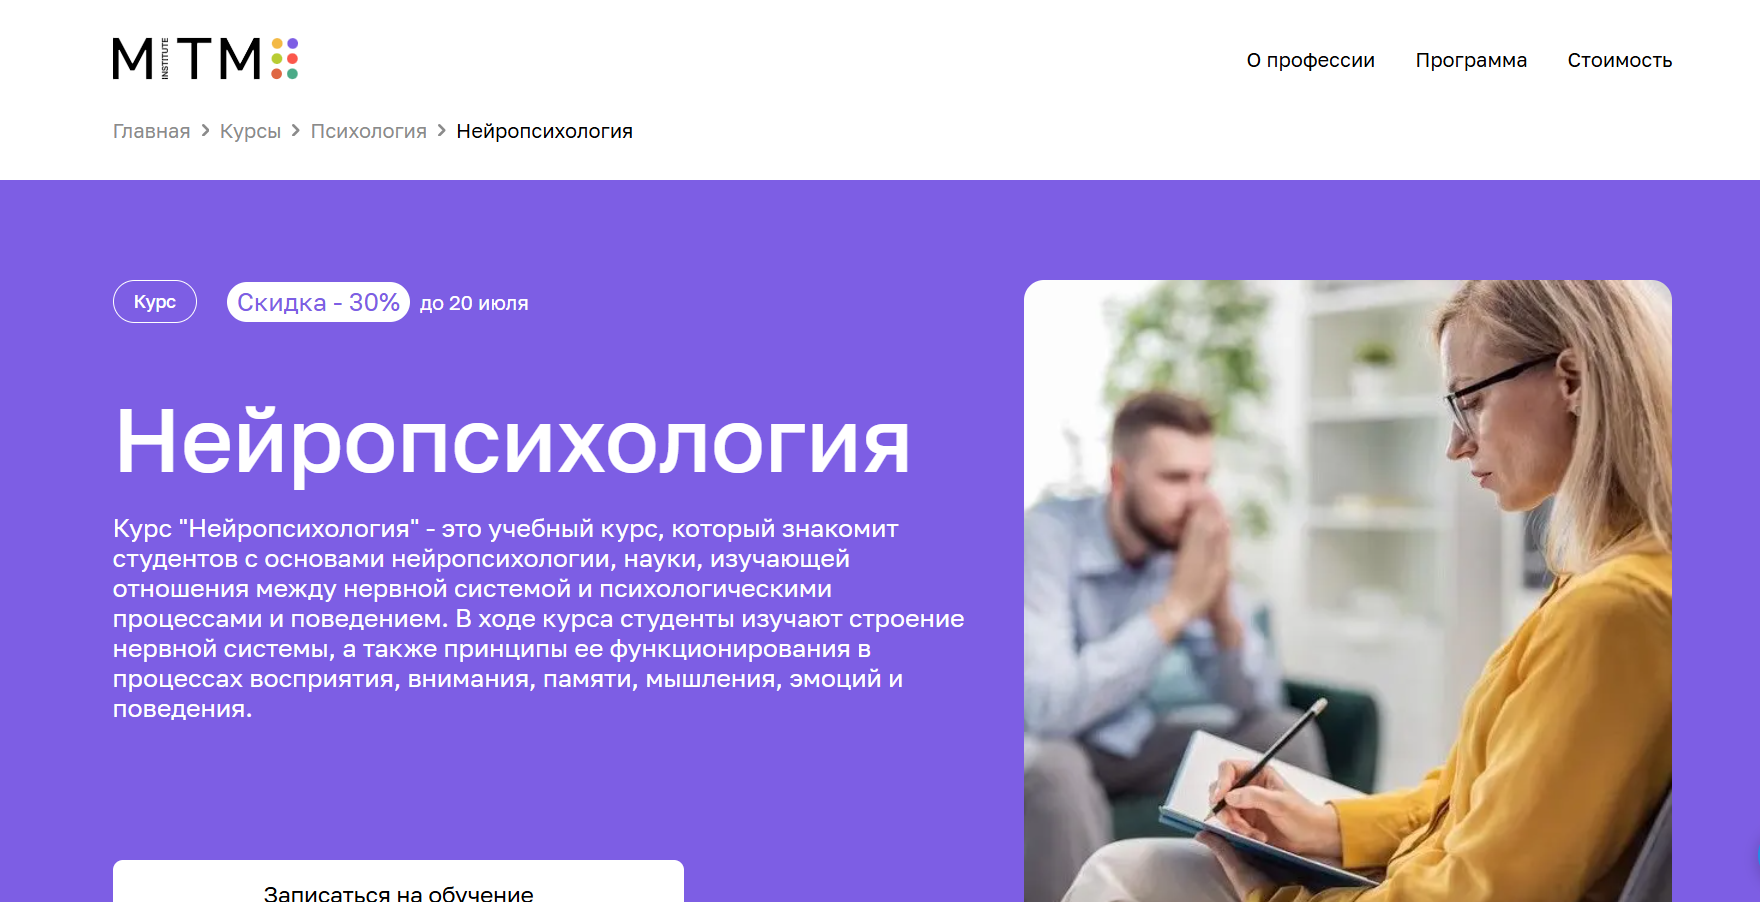 MITM INSTITUTE
О профессии
Программа
Стоимость
Главная > Курсы > Психология > Нейропсихология
Курс
Скидка - 30% до 20 июля
Нейропсихология
Курс "Нейропсихология" - это учебный курс, который знакомит
студентов с основами нейропсихологии, науки, изучающей
отношения между нервной системой и психологическими
процессами и поведением. В ходе курса студенты изучают строение
нервной системы, а также принципы ее функционирования в
процессах восприятия, внимания, памяти, мышления, эмоций и
поведения.
Записаться на обучение